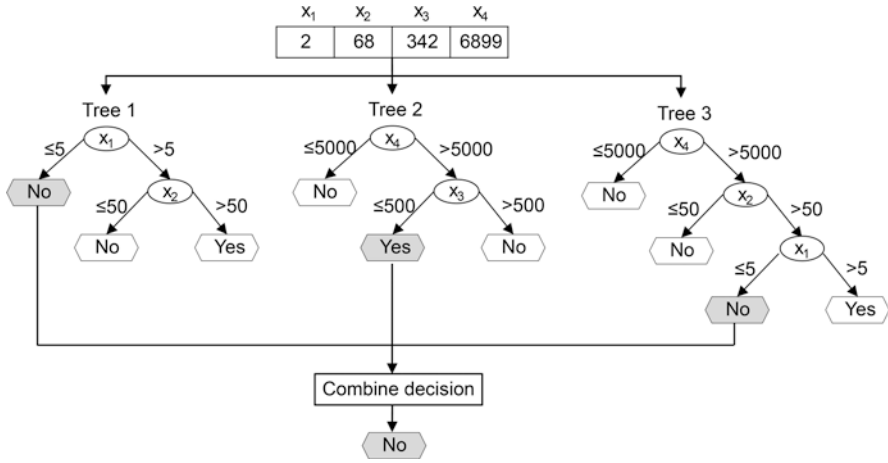 x₁ x₂ x₃ x₄
2 68 342 6899
Tree 1 Tree 2 Tree 3
≤5 x₁ >5
No
≤50 x₂ >50
No Yes
≤5000 x₄ >5000
No
≤500 x₃ >500
Yes No
≤5000 x₄ >5000
No
≤50 x₂ >50
No
≤5 x₁ >5
No Yes
Combine decision
No